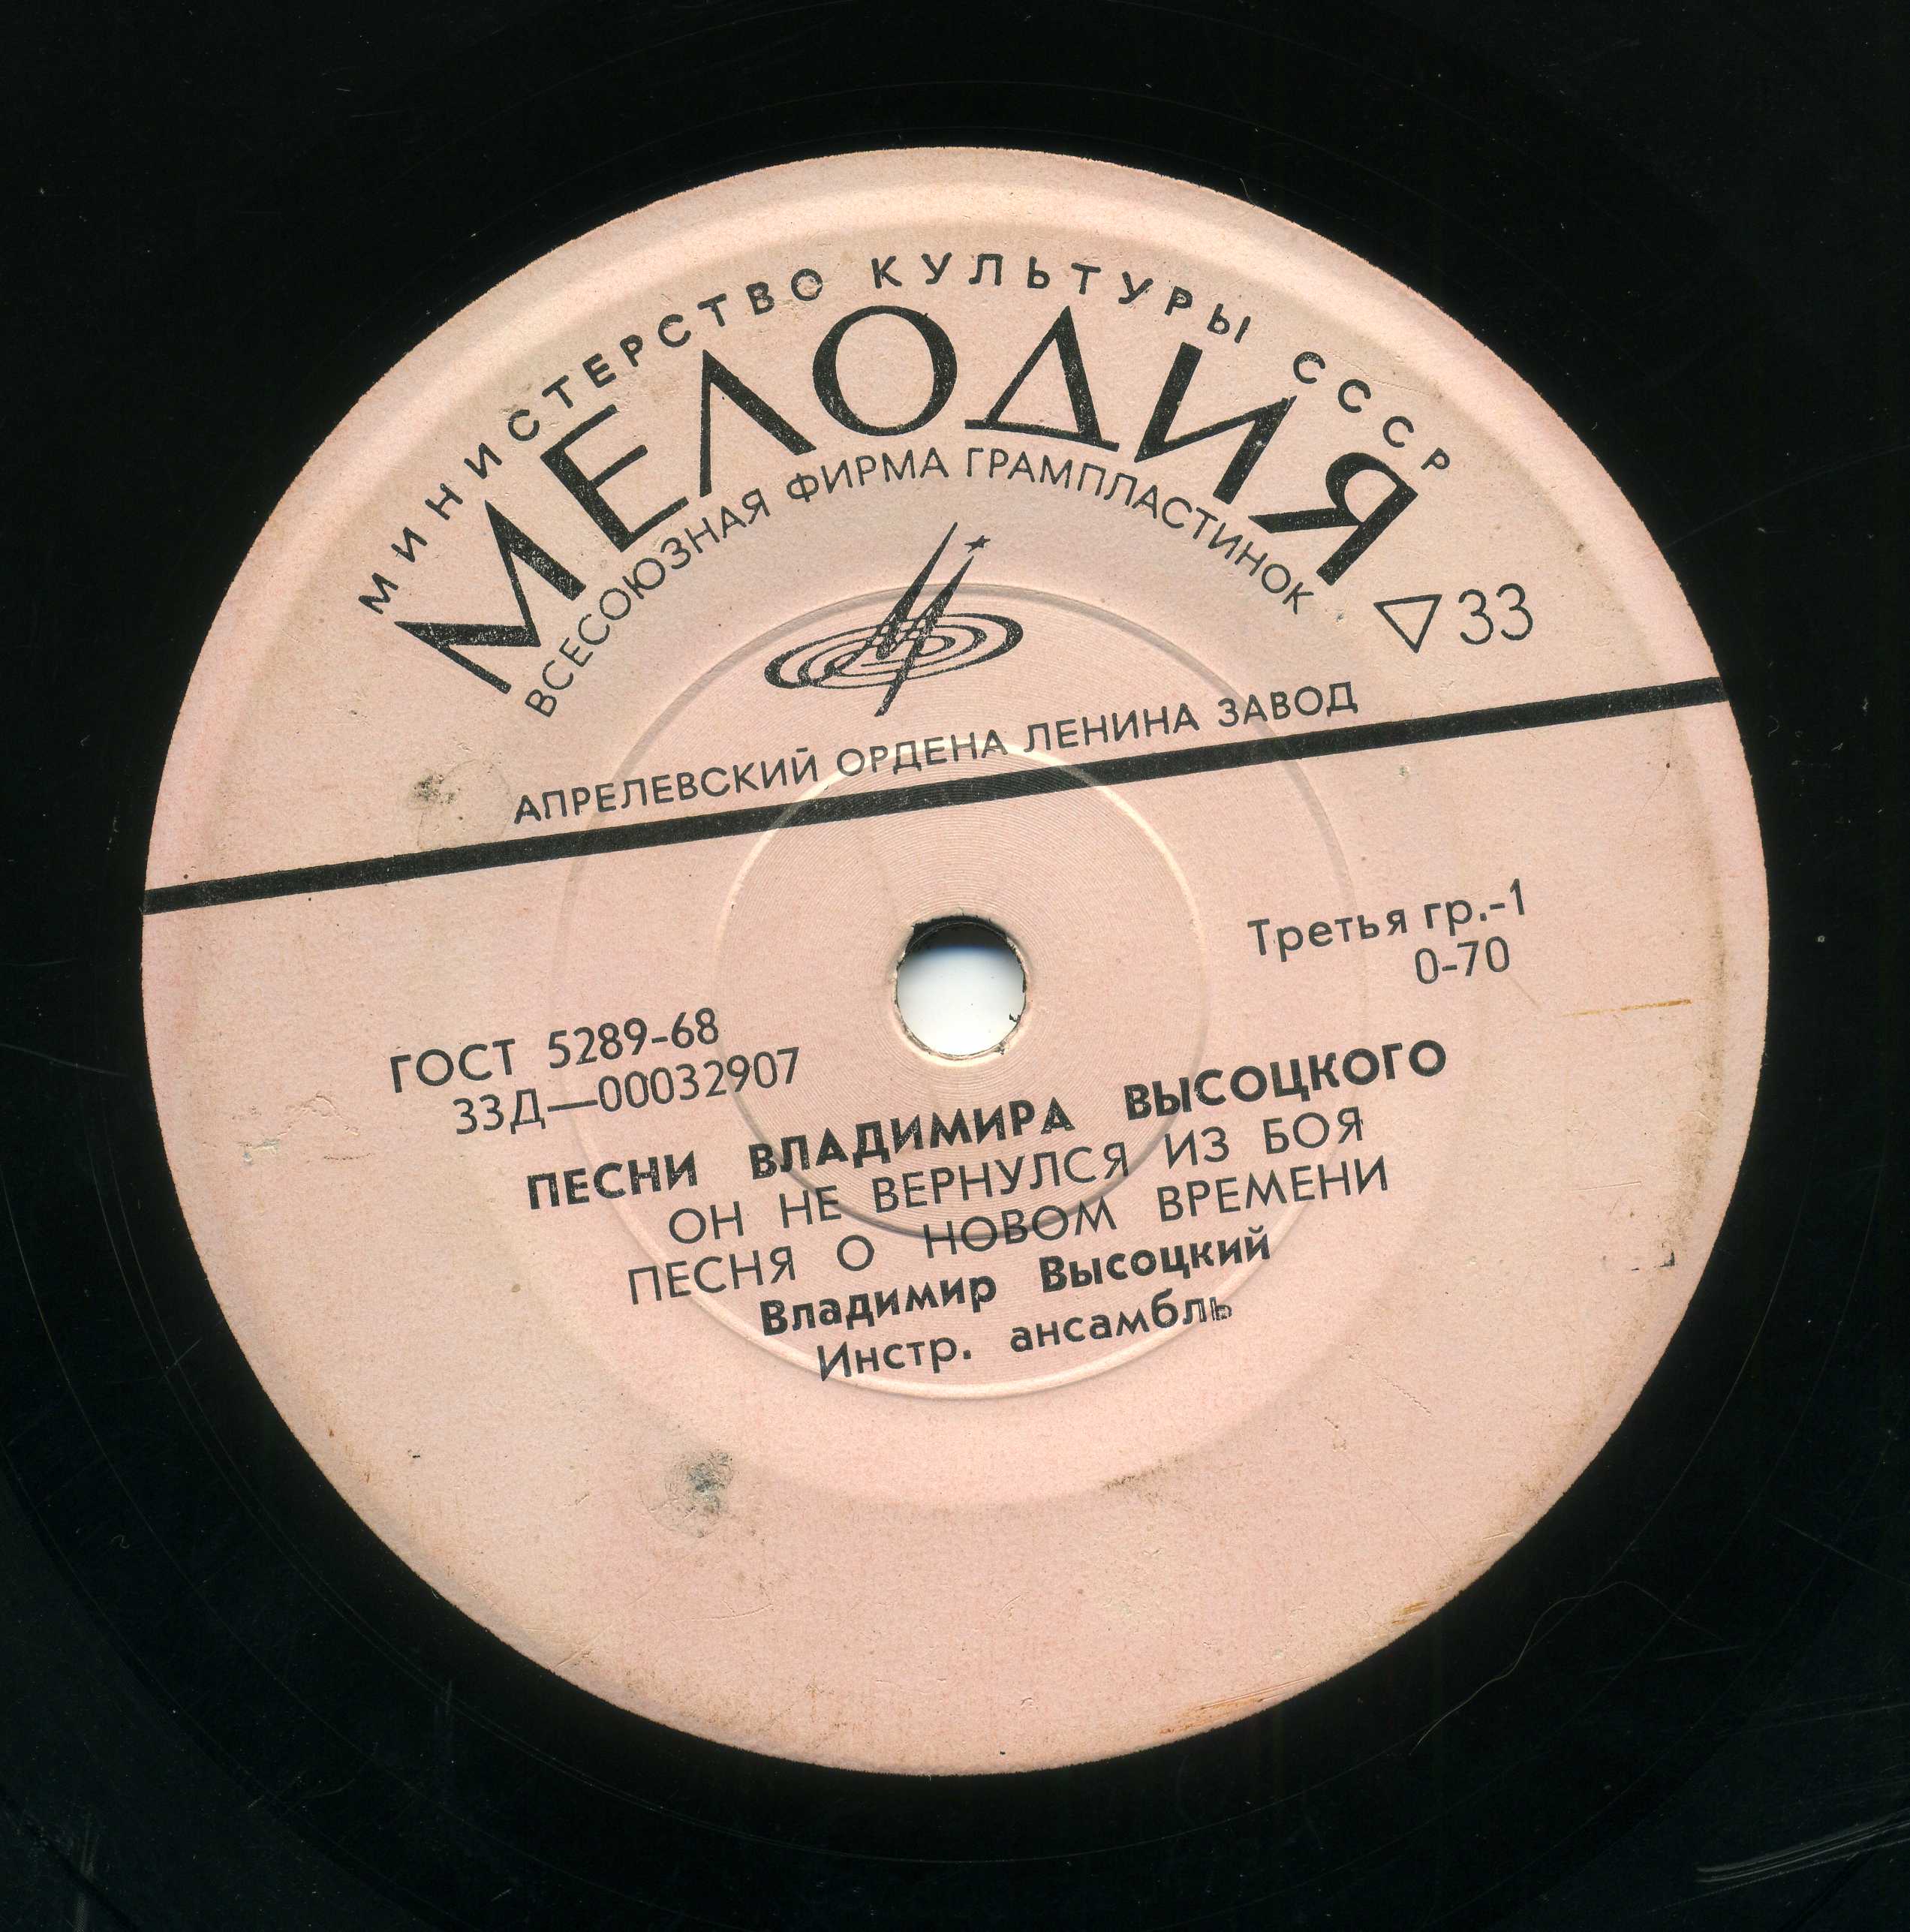 МИНИСТЕРСТВО КУЛЬТУРЫ СССР
МЕЛОДИЯ
ВСЕСОЮЗНАЯ ФИРМА ГРАМПЛАСТИНОК
▽33
АПРЕЛЕВСКИЙ ОРДЕНА ЛЕНИНА ЗАВОД
Третья гр.-1
0-70
ГОСТ 5289-68
33Д—00032907
ПЕСНИ ВЛАДИМИРА ВЫСОЦКОГО
ОН НЕ ВЕРНУЛСЯ ИЗ БОЯ
ПЕСНЯ О НОВОМ ВРЕМЕНИ
Владимир Высоцкий
Инстр. ансамбль